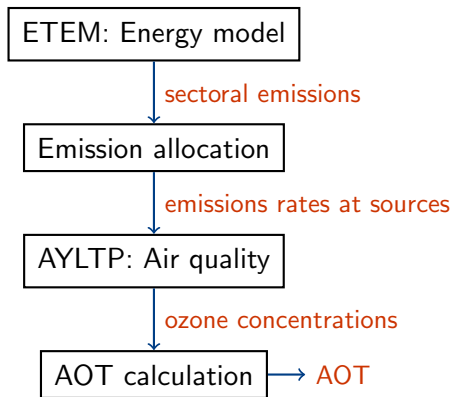 ETEM: Energy model
sectoral emissions
Emission allocation
emissions rates at sources
AYLTP: Air quality
ozone concentrations
AOT calculation
AOT